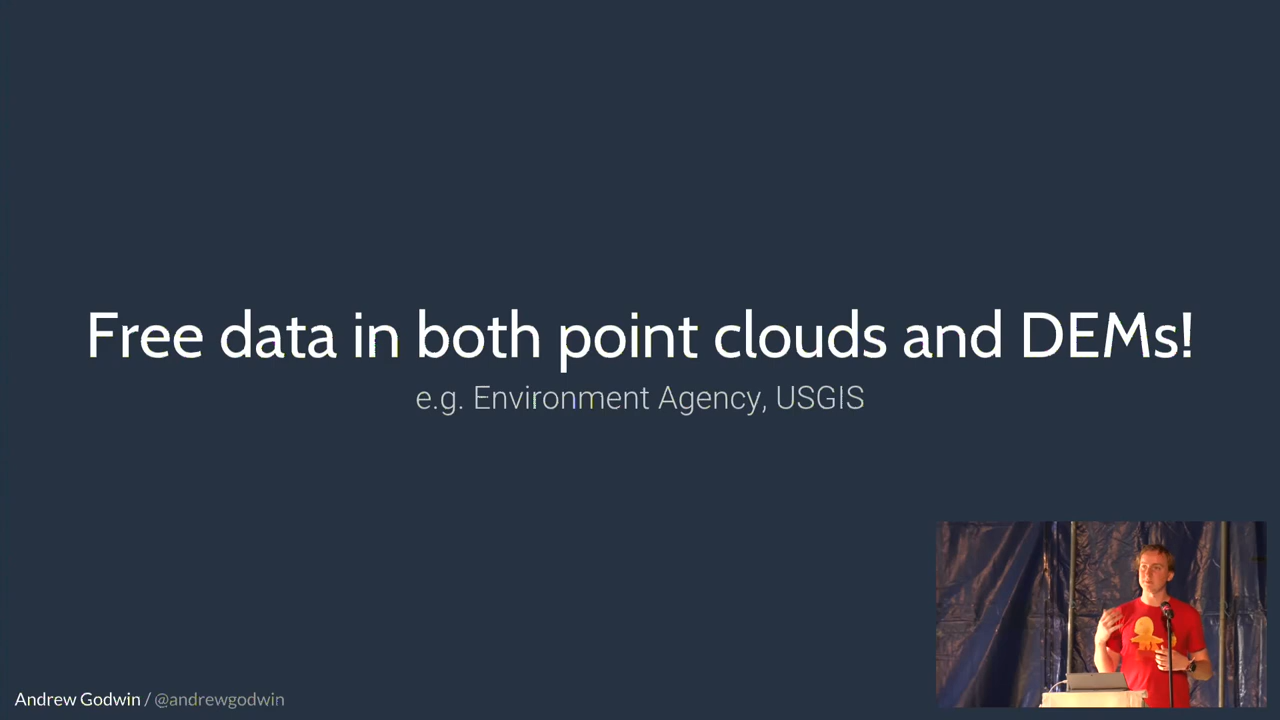 Free data in both point clouds and DEMs!
e.g. Environment Agency, USGIS
Andrew Godwin / @andrewgodwin